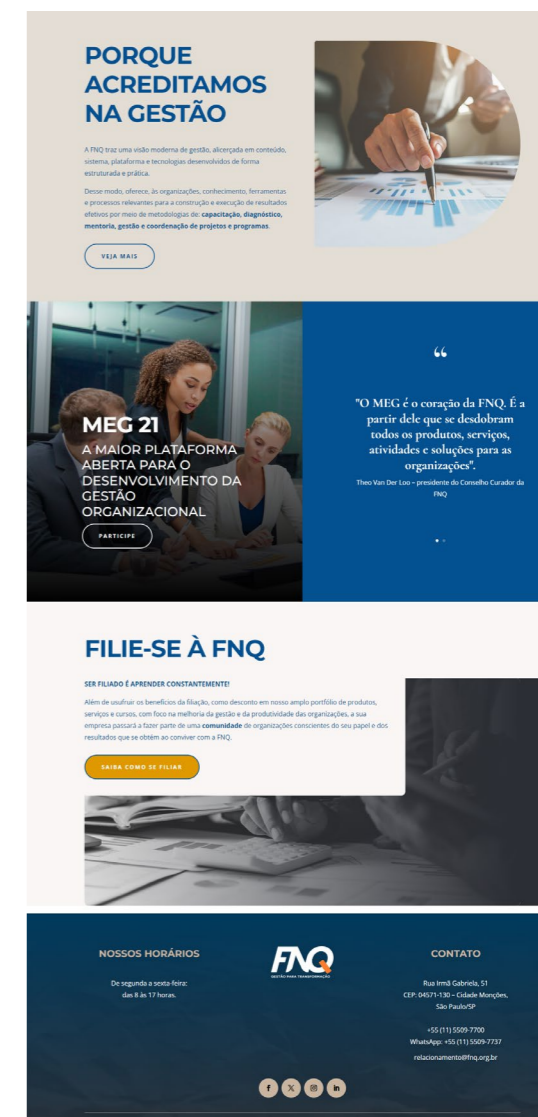 PORQUE
ACREDITAMOS
NA GESTÃO
A FNQ traz uma visão moderna de gestão, alicerçada em conteúdo,
sistema, plataforma e tecnologias desenvolvidos de forma
estruturada e prática.
Desse modo, oferece, às organizações, conhecimento, ferramentas
e processos relevantes para a construção e execução de resultados
efetivos por meio de metodologias de: capacitação, diagnóstico,
mentoria, gestão e coordenação de projetos e programas.
VEJA MAIS
MEG 21
A MAIOR PLATAFORMA
ABERTA PARA O
DESENVOLVIMENTO DA
GESTÃO
ORGANIZACIONAL
PARTICIPE
“
"O MEG é o coração da FNQ. É a
partir dele que se desdobram
todos os produtos, serviços,
atividades e soluções para as
organizações".
Theo Van Der Loo – presidente do Conselho Curador da
FNQ
FILIE-SE À FNQ
SER FILIADO É APRENDER CONSTANTEMENTE!
Além de usufruir os benefícios da filiação, como desconto em nosso amplo portfólio de produtos,
serviços e cursos, com foco na melhoria da gestão e da produtividade das organizações, a sua
empresa passará a fazer parte de uma comunidade de organizações conscientes do seu papel e dos
resultados que se obtém ao conviver com a FNQ.
SAIBA COMO SE FILIAR
NOSSOS HORÁRIOS
De segunda a sexta-feira:
das 8 às 17 horas.
FNQ
GESTÃO PARA TRANSFORMAÇÃO
CONTATO
Rua Irmã Gabriela, 51
CEP: 04571-130 – Cidade Monções,
São Paulo/SP
+55 (11) 5509-7700
WhatsApp: +55 (11) 5509-7737
relacionamento@fnq.org.br